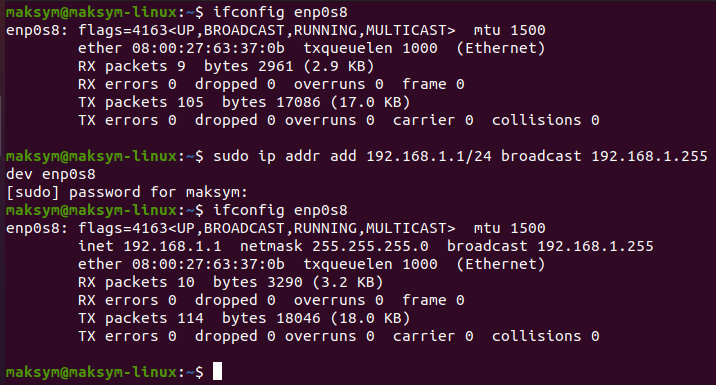 maksym@maksym-linux:~$ ifconfig enp0s8
enp0s8: flags=4163<UP,BROADCAST,RUNNING,MULTICAST>  mtu 1500
        ether 08:00:27:63:37:0b  txqueuelen 1000  (Ethernet)
        RX packets 9  bytes 2961 (2.9 KB)
        RX errors 0  dropped 0  overruns 0  frame 0
        TX packets 105  bytes 17086 (17.0 KB)
        TX errors 0  dropped 0 overruns 0  carrier 0  collisions 0
maksym@maksym-linux:~$ sudo ip addr add 192.168.1.1/24 broadcast 192.168.1.255
dev enp0s8
[sudo] password for maksym:
maksym@maksym-linux:~$ ifconfig enp0s8
enp0s8: flags=4163<UP,BROADCAST,RUNNING,MULTICAST>  mtu 1500
        inet 192.168.1.1  netmask 255.255.255.0  broadcast 192.168.1.255
        ether 08:00:27:63:37:0b  txqueuelen 1000  (Ethernet)
        RX packets 10  bytes 3290 (3.2 KB)
        RX errors 0  dropped 0  overruns 0  frame 0
        TX packets 114  bytes 18046 (18.0 KB)
        TX errors 0  dropped 0 overruns 0  carrier 0  collisions 0
maksym@maksym-linux:~$